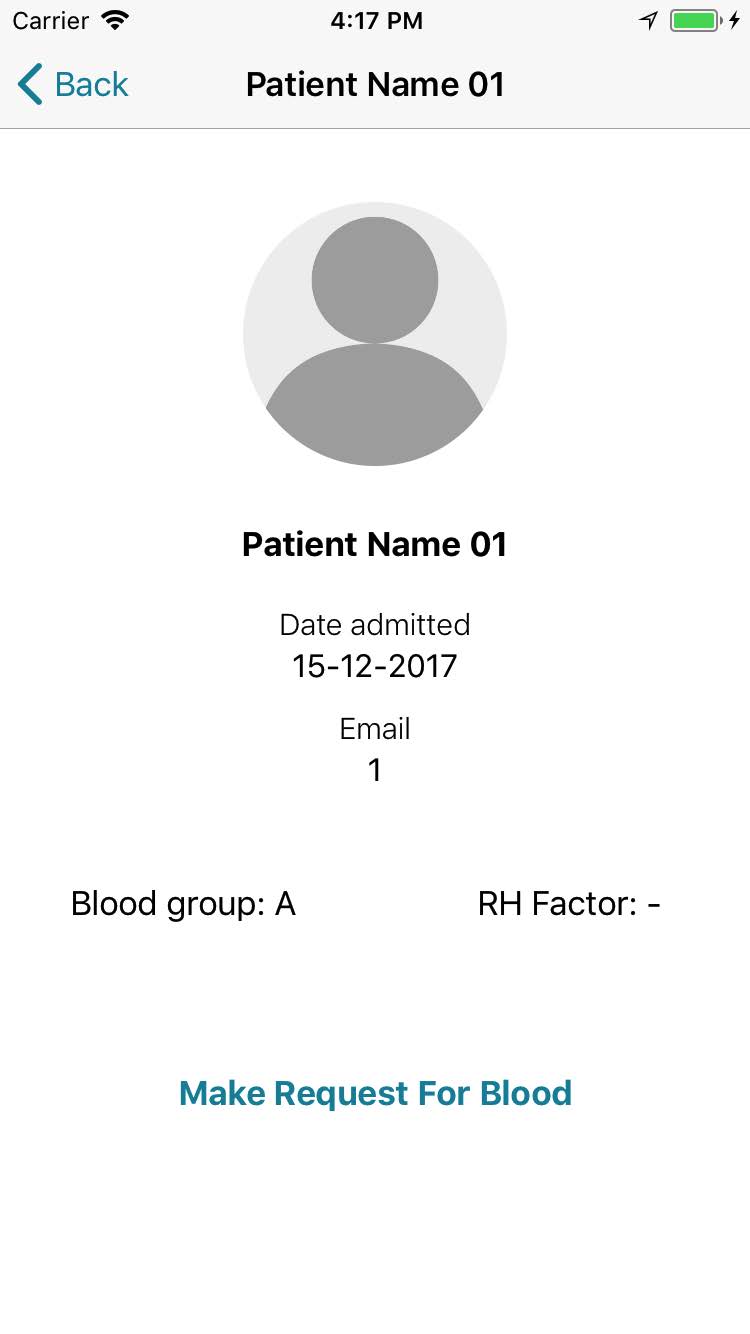 Carrier 4:17 PM
Back Patient Name 01
Patient Name 01
Date admitted
15-12-2017
Email
1
Blood group: A RH Factor: -
Make Request For Blood